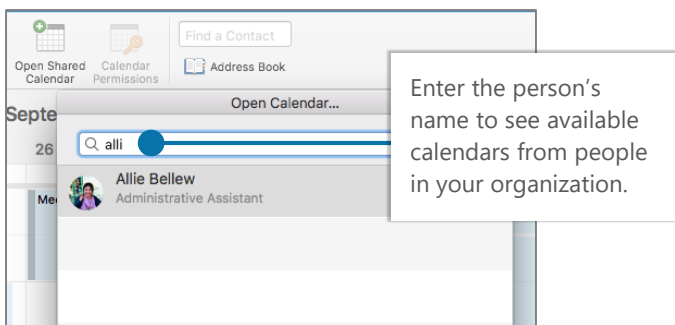 Find a Contact
Open Shared
Calendar
Calendar
Permissions
Address Book
Septe
Open Calendar...
26
alli
Allie Bellew
Administrative Assistant
Mee
Enter the person's
name to see available
calendars from people
in your organization.